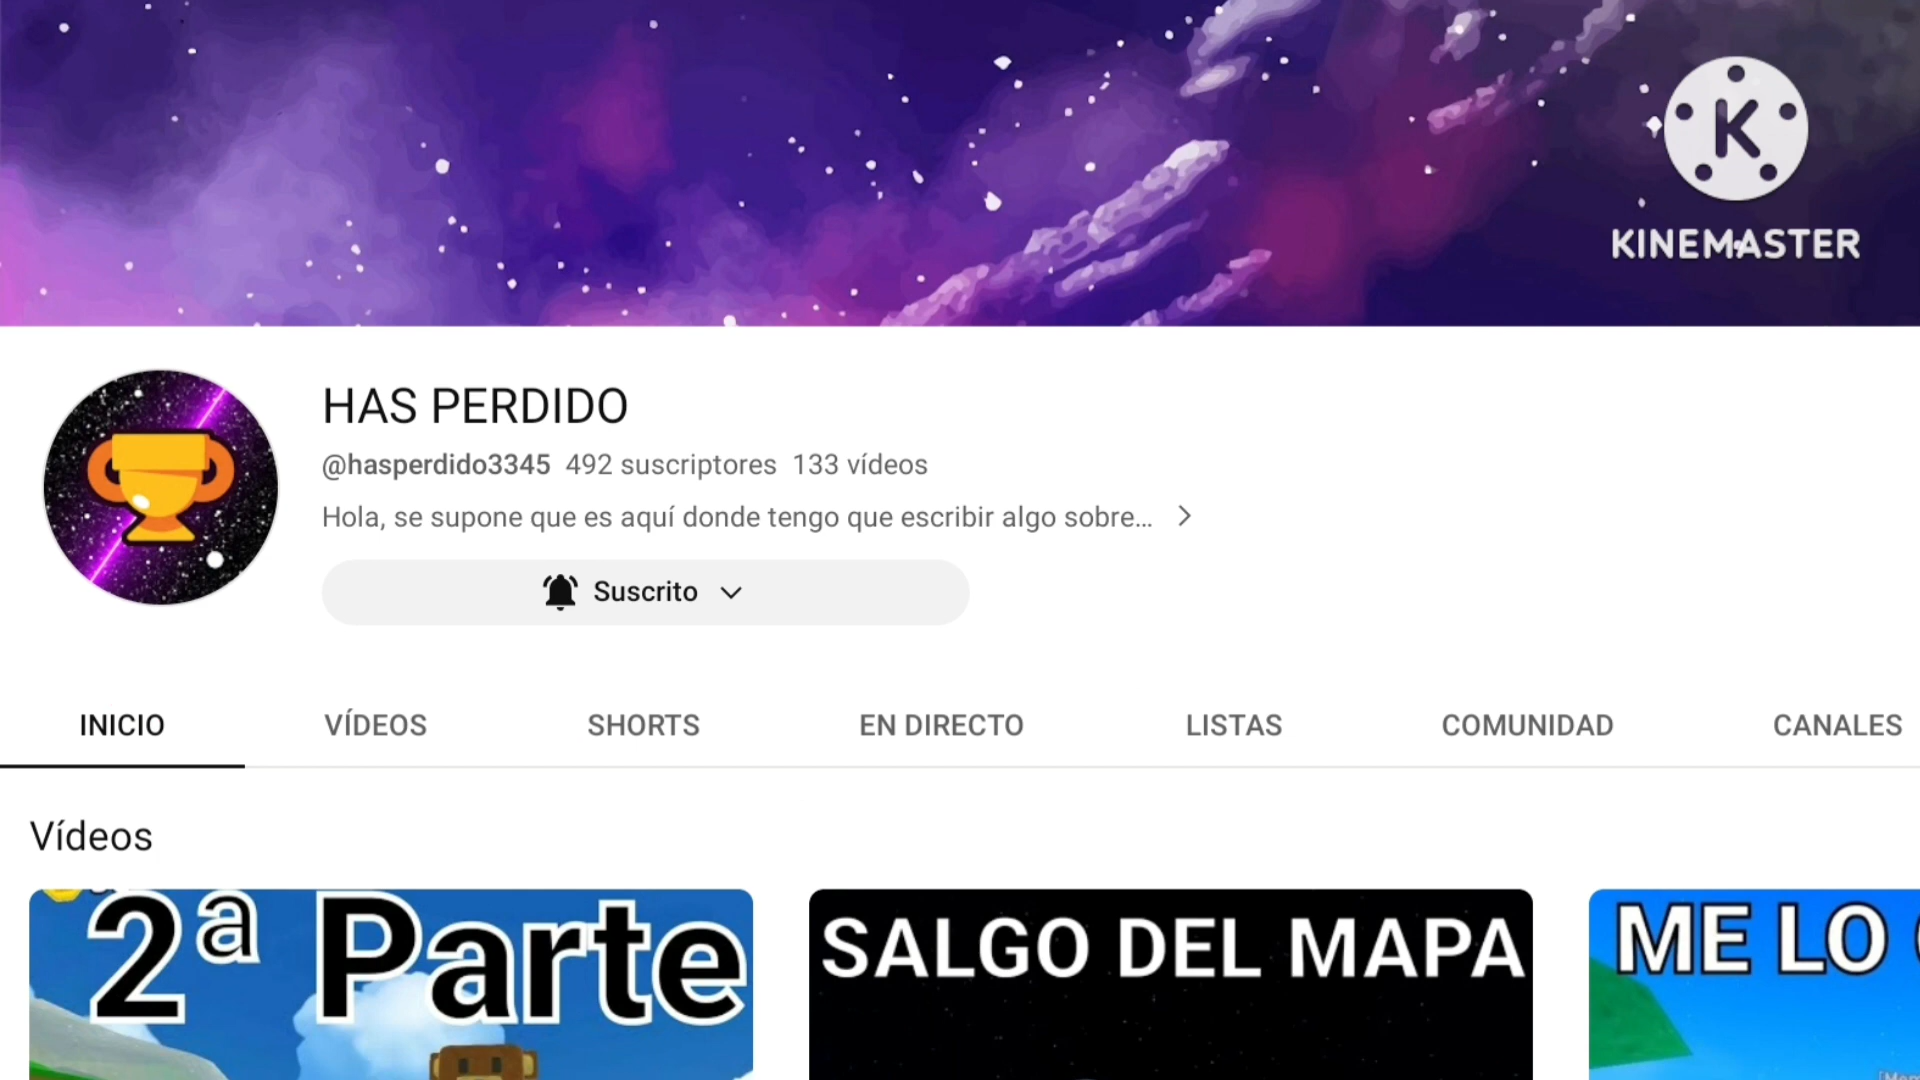 K
KINEMASTER
HAS PERDIDO
@hasperdido3345 492 suscriptores 133 vídeos
Hola, se supone que es aquí donde tengo que escribir algo sobre...
Suscrito
INICIO VÍDEOS SHORTS EN DIRECTO LISTAS COMUNIDAD CANALES
Vídeos
2ª Parte SALGO DEL MAPA ME LO